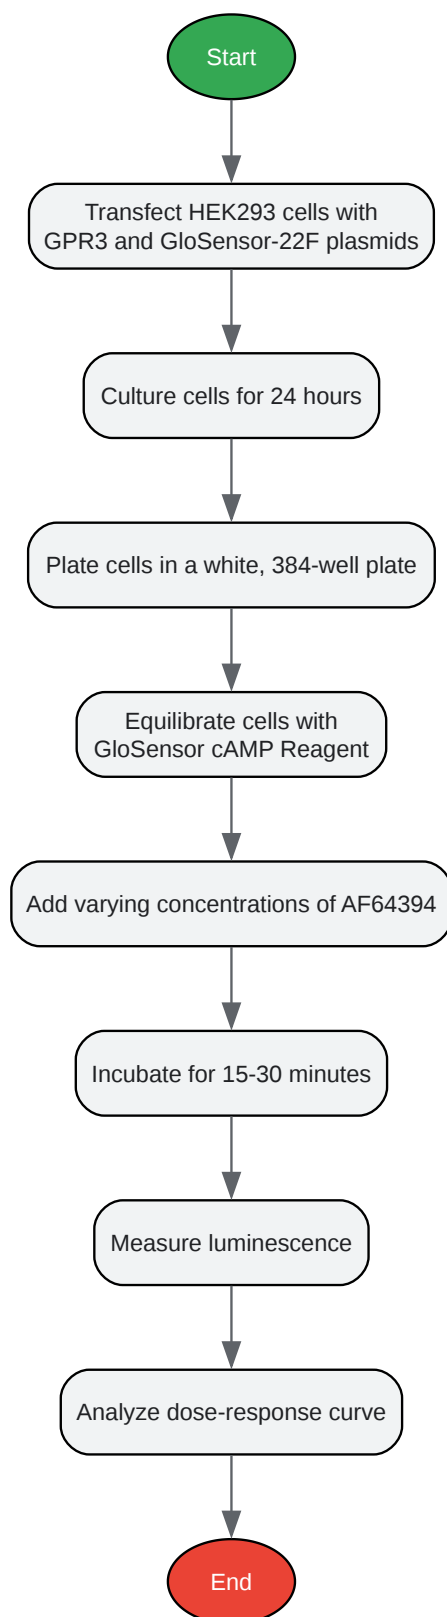 Start
Transfect HEK293 cells with
GPR3 and GloSensor-22F plasmids
Culture cells for 24 hours
Plate cells in a white, 384-well plate
Equilibrate cells with
GloSensor cAMP Reagent
Add varying concentrations of AF64394
Incubate for 15-30 minutes
Measure luminescence
Analyze dose-response curve
End